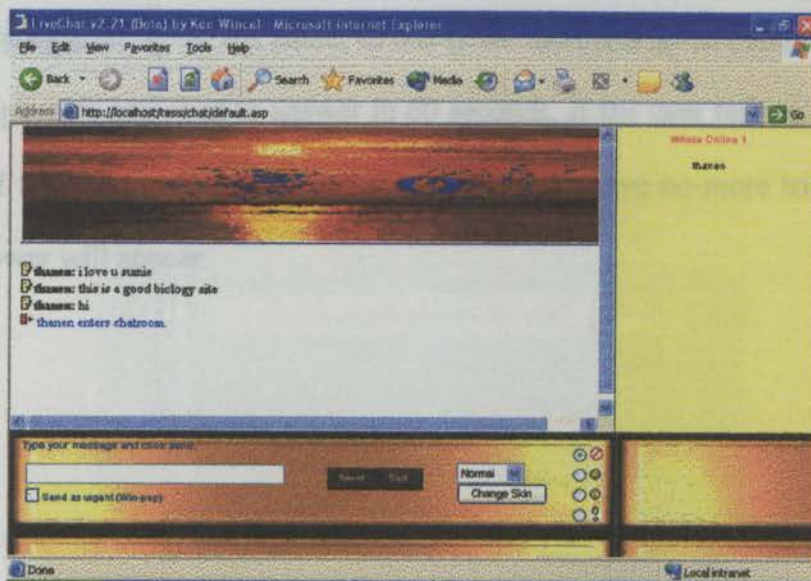 LiveChat v2.21 (Beta) by Ken Wincel - Microsoft Internet Explorer
File Edit View Favorites Tools Help
Back Search Favorites Media
Address http://localhost/tesis/chat/default.asp Go
Whose Online 1
thanen
thanen: i love u sumie
thanen: this is a good biology site
thanen: hi
thanen enters chatroom.
Type your message and click send.
Normal
Send as urgent (Win-pop)
Change Skin
Done Local intranet